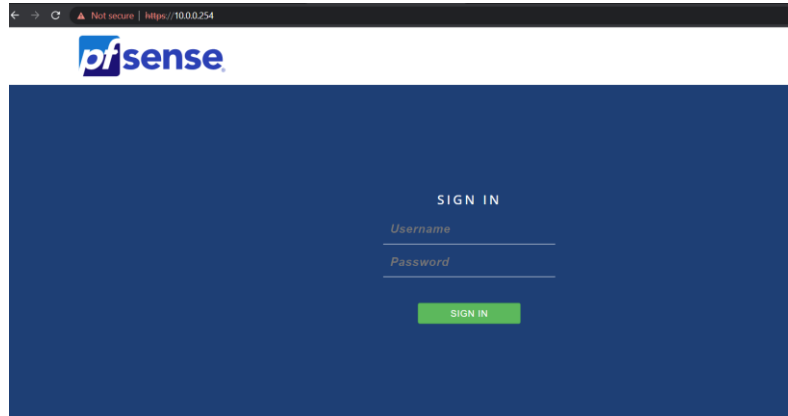 Not secure | https://10.0.0.254
pfsense
SIGN IN
Username
Password
SIGN IN